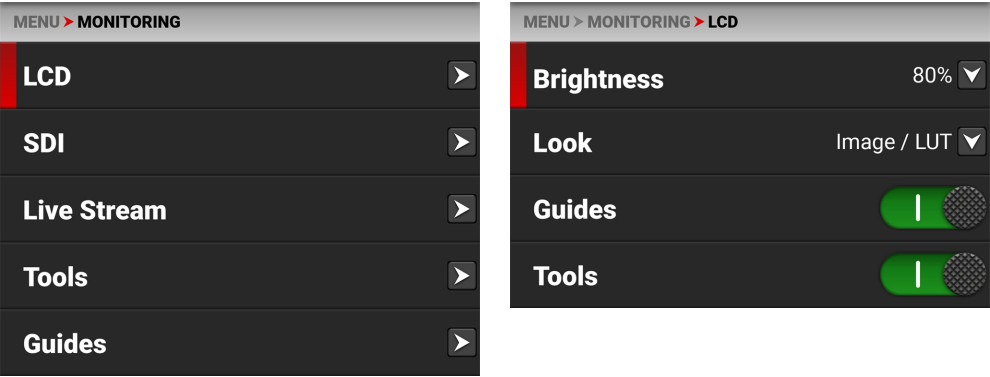 MENU > MONITORING
LCD
SDI
Live Stream
Tools
Guides
MENU > MONITORING > LCD
Brightness 80%
Look Image / LUT
Guides
Tools